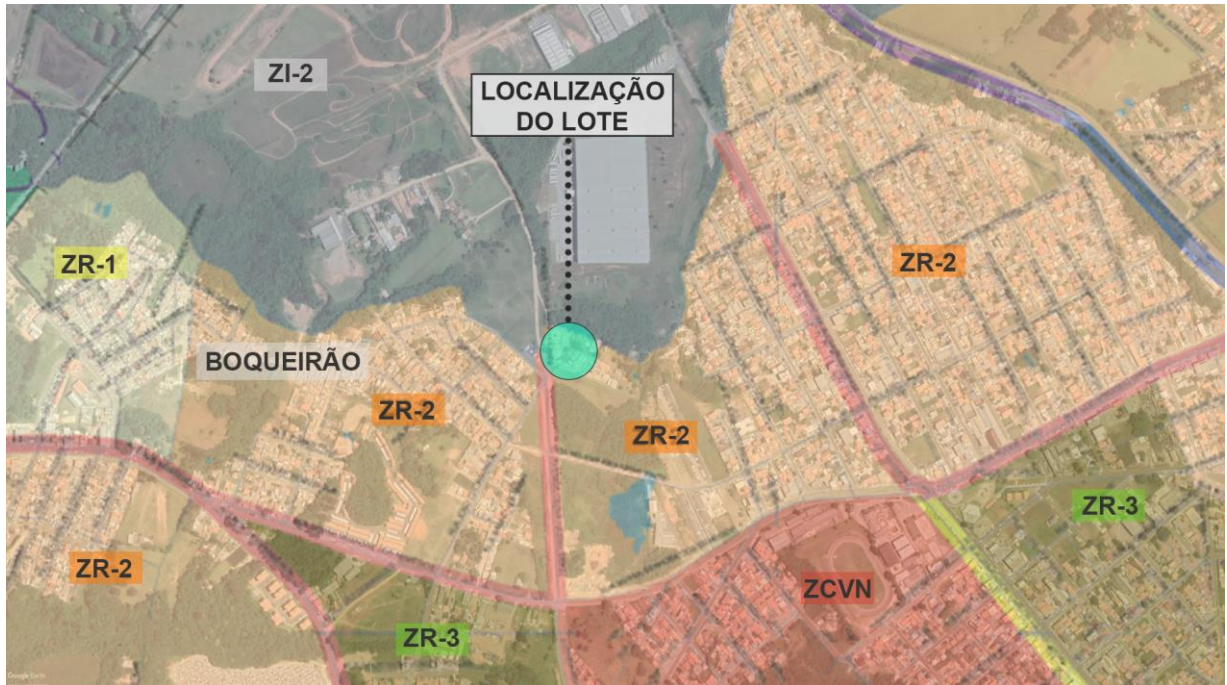 ZI-2
LOCALIZAÇÃO
DO LOTE
ZR-1
ZR-2
BOQUEIRÃO
ZR-2
ZR-2
ZR-3
ZR-2
ZCVN
ZR-3
Google Earth